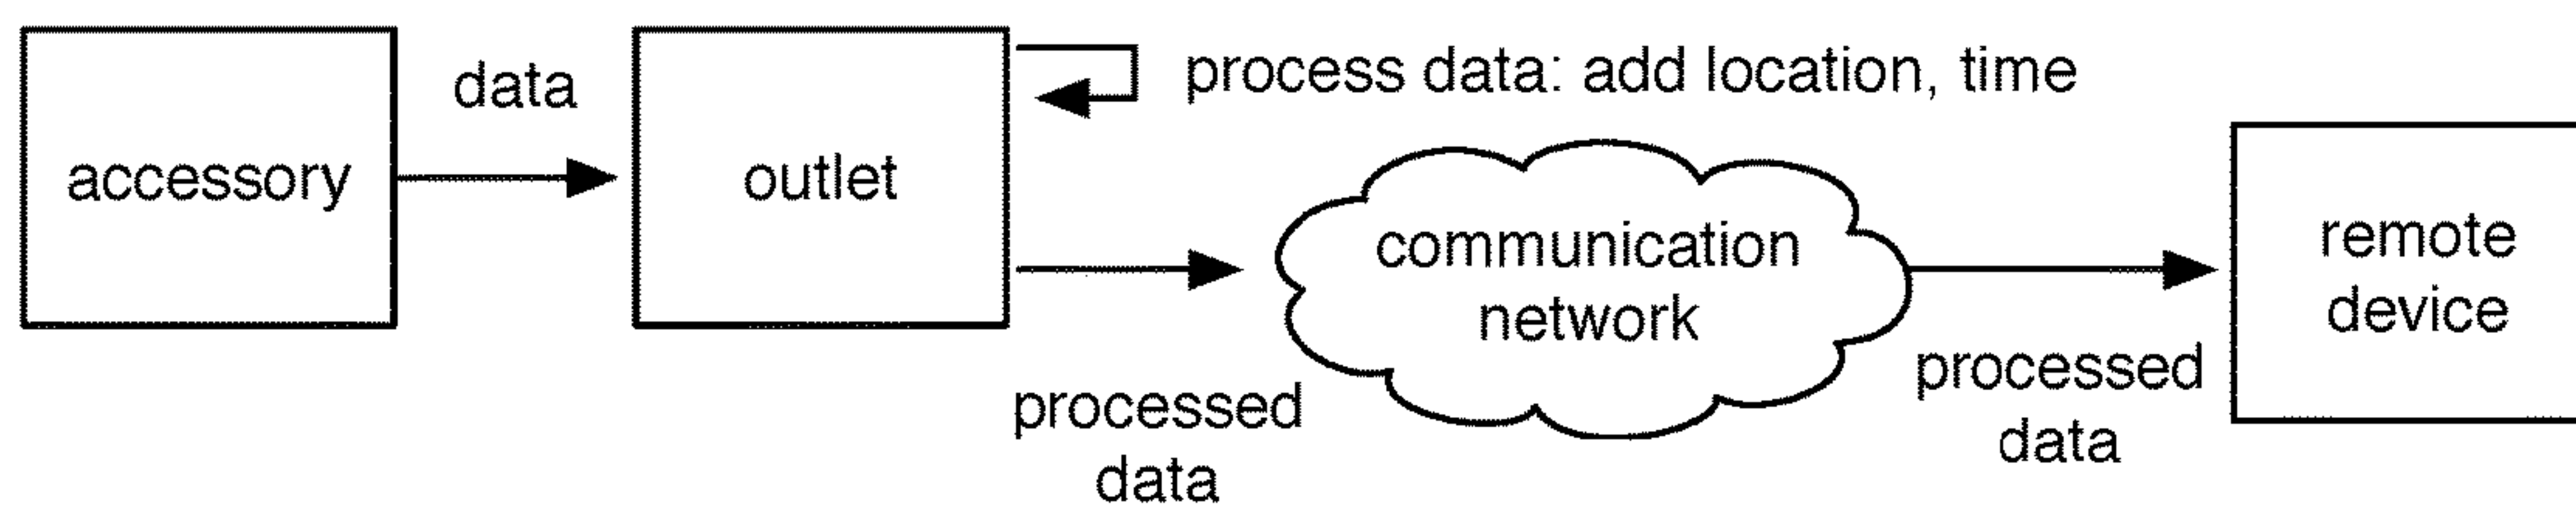 accessory
data
outlet
process data: add location, time
processed
data
communication
network
processed
data
remote
device